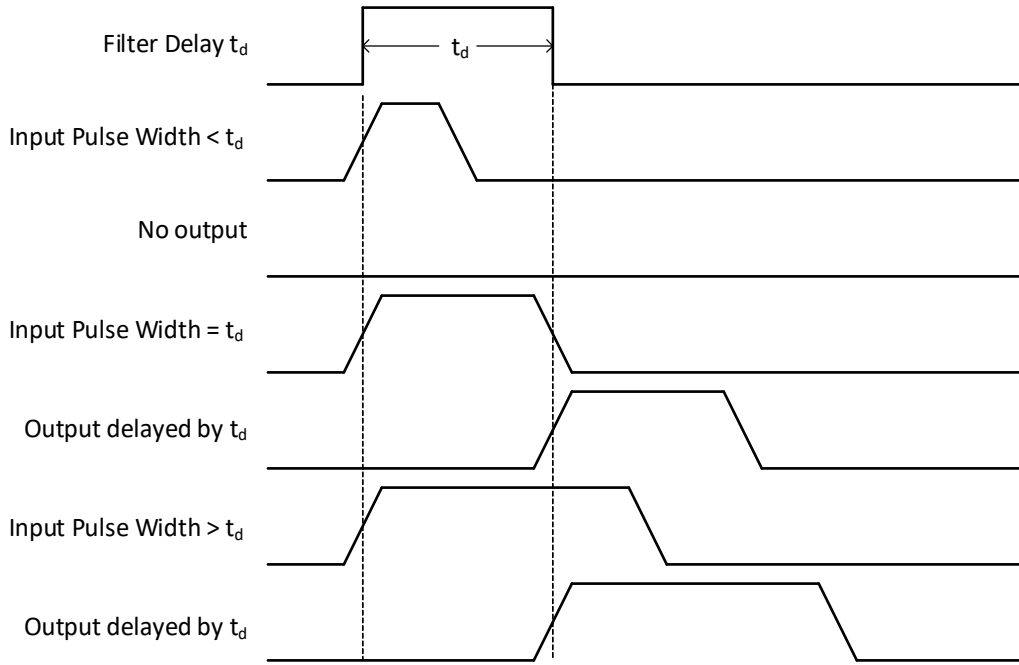 Filter Delay td
td
Input Pulse Width < td
No output
Input Pulse Width = td
Output delayed by td
Input Pulse Width > td
Output delayed by td